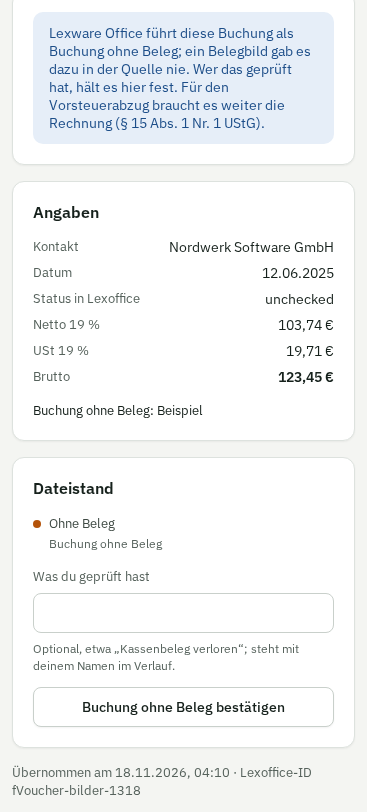 Lexware Office führt diese Buchung als
Buchung ohne Beleg; ein Belegbild gab es
dazu in der Quelle nie. Wer das geprüft
hat, hält es hier fest. Für den
Vorsteuerabzug braucht es weiter die
Rechnung (§ 15 Abs. 1 Nr. 1 UStG).
Angaben
Kontakt Nordwerk Software GmbH
Datum 12.06.2025
Status in Lexoffice unchecked
Netto 19 % 103,74 €
USt 19 % 19,71 €
Brutto 123,45 €
Buchung ohne Beleg: Beispiel
Dateistand
Ohne Beleg
Buchung ohne Beleg
Was du geprüft hast
Optional, etwa „Kassenbeleg verloren“; steht mit
deinem Namen im Verlauf.
Buchung ohne Beleg bestätigen
Übernommen am 18.11.2026, 04:10 · Lexoffice-ID
fVoucher-bilder-1318